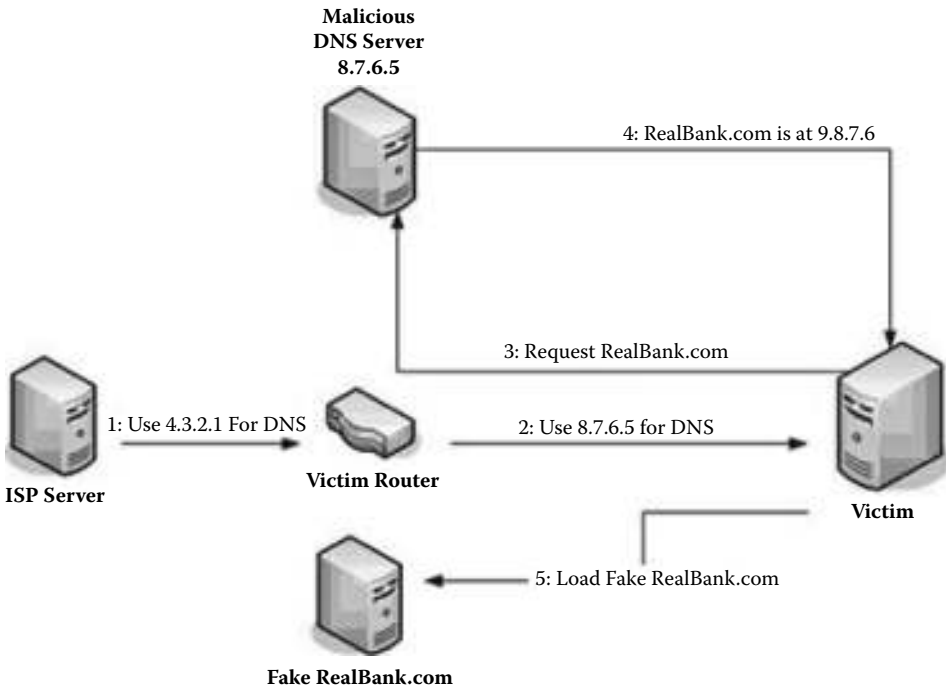 Malicious
DNS Server
8.7.6.5
4: RealBank.com is at 9.8.7.6
3: Request RealBank.com
1: Use 4.3.2.1 For DNS
2: Use 8.7.6.5 for DNS
ISP Server
Victim Router
Victim
5: Load Fake RealBank.com
Fake RealBank.com